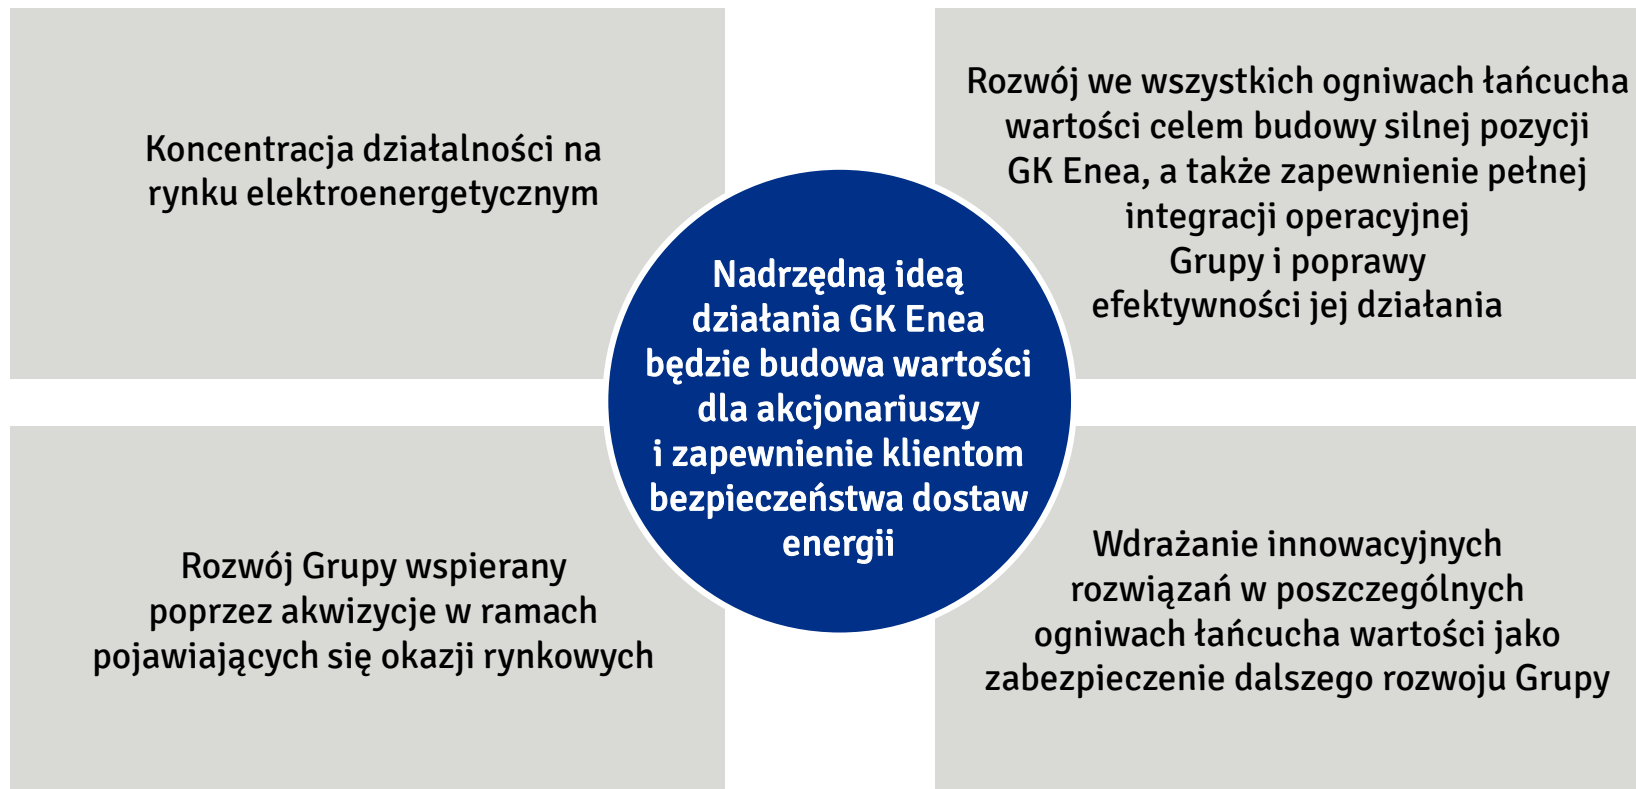 Koncentracja działalności na
rynku elektroenergetycznym
Rozwój we wszystkich ogniwach łańcucha
wartości celem budowy silnej pozycji
GK Enea, a także zapewnienie pełnej
integracji operacyjnej
Grupy i poprawy
efektywności jej działania
Nadrzędną ideą
działania GK Enea
będzie budowa wartości
dla akcjonariuszy
i zapewnienie klientom
bezpieczeństwa dostaw
energii
Rozwój Grupy wspierany
poprzez akwizycje w ramach
pojawiających się okazji rynkowych
Wdrażanie innowacyjnych
rozwiązań w poszczególnych
ogniwach łańcucha wartości jako
zabezpieczenie dalszego rozwoju Grupy